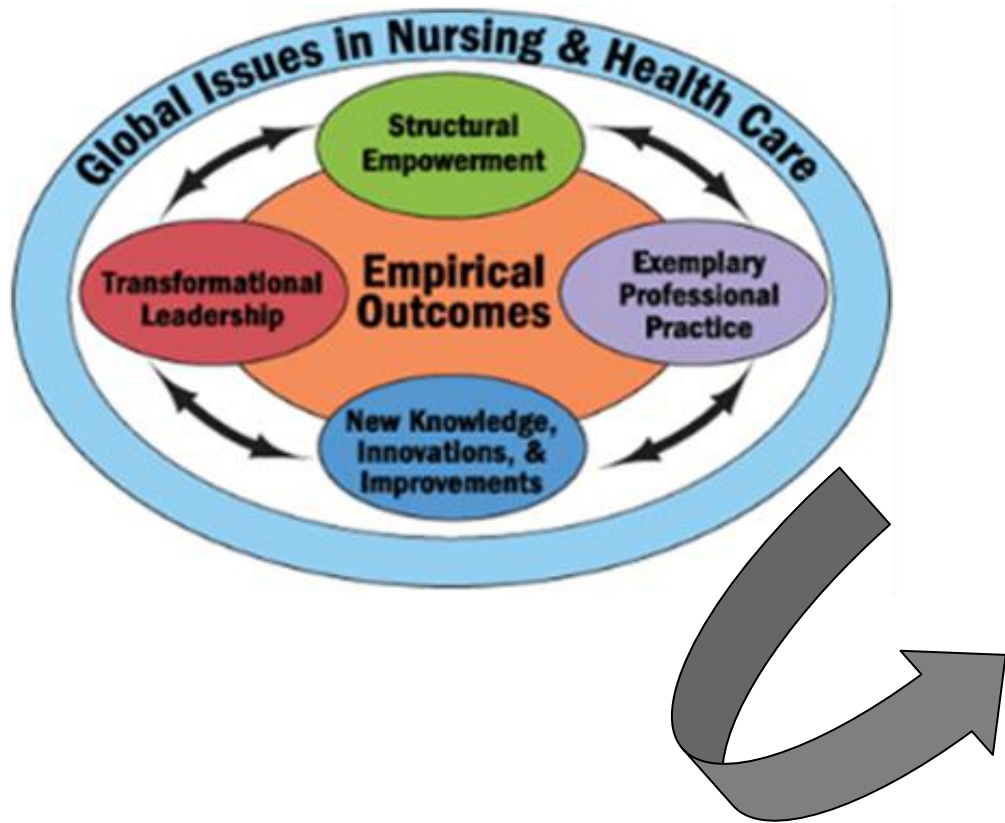 Global Issues in Nursing & Health Care
Structural
Empowerment
Transformational
Leadership
Empirical
Outcomes
Exemplary
Professional
Practice
New Knowledge,
Innovations, &
Improvements